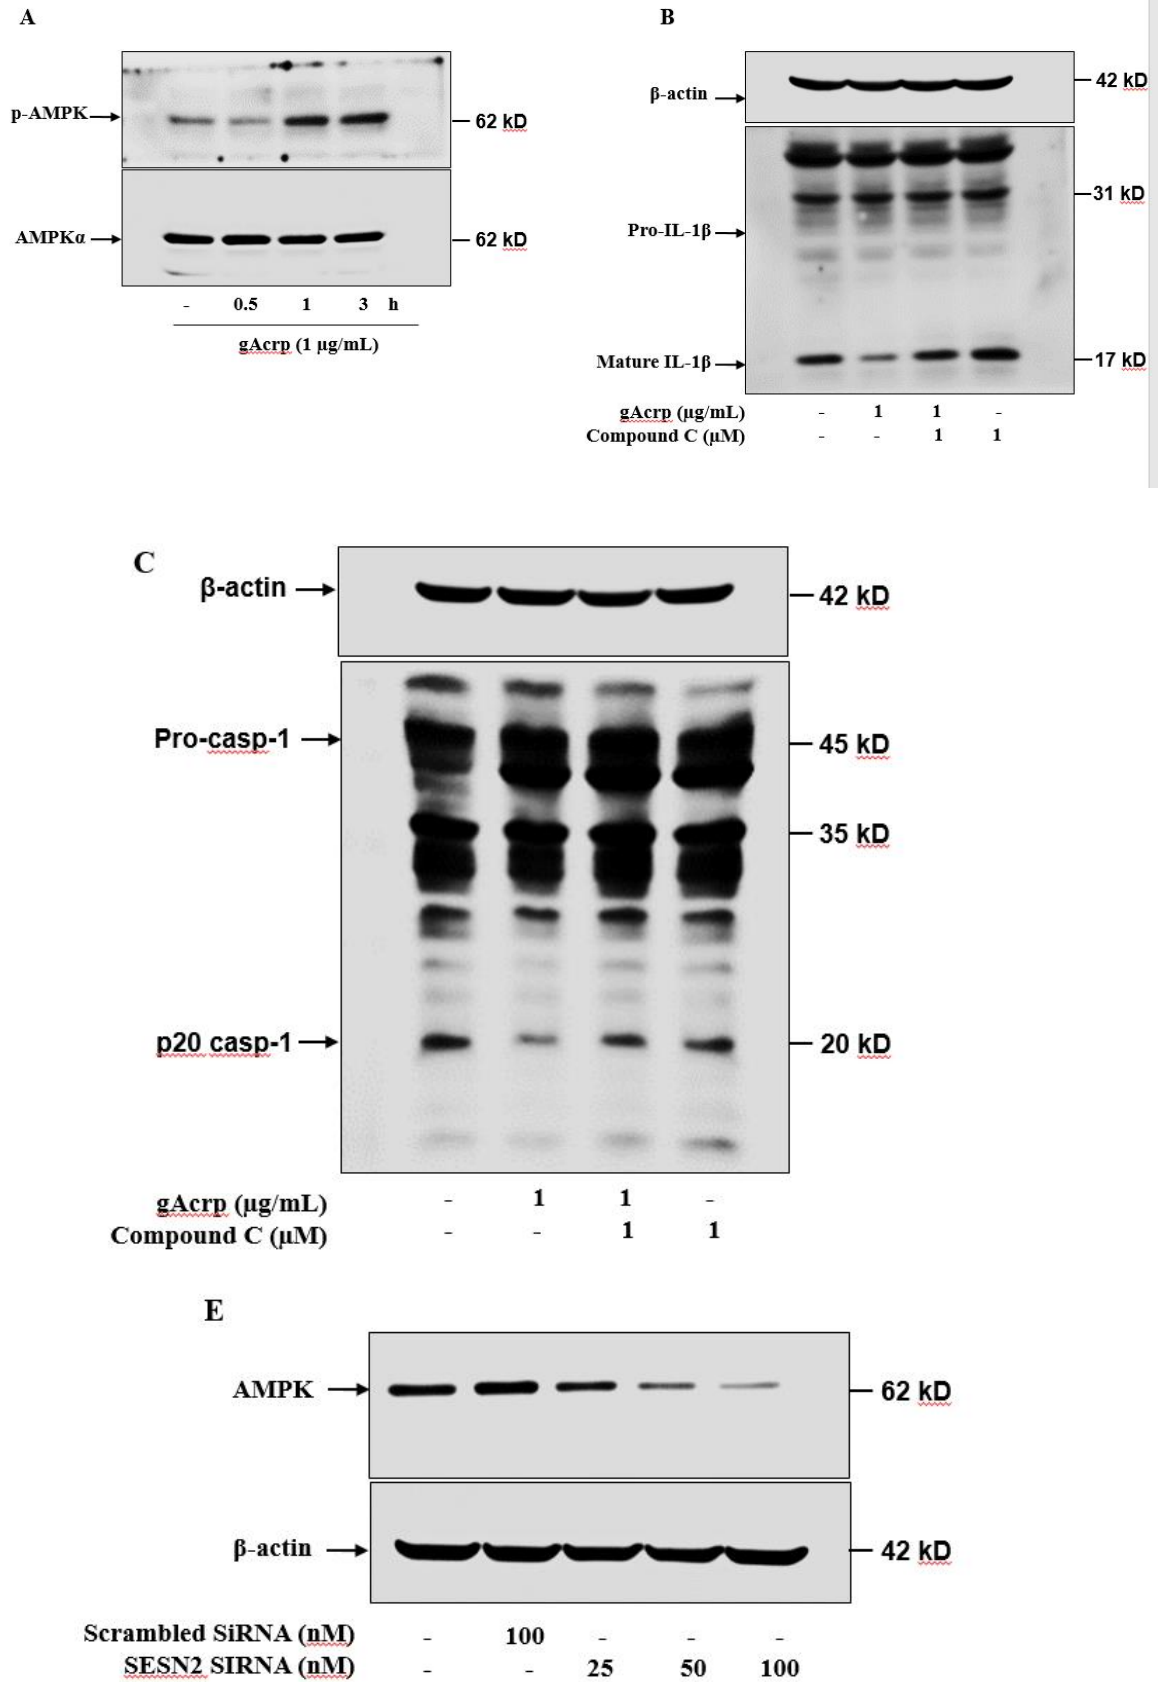 A
p-AMPK
62 kD
AMPKα
62 kD
- 0.5 1 3 h
gAcrp (1 μg/mL)
B
β-actin
42 kD
31 kD
Pro-IL-1β
Mature IL-1β
17 kD
gAcrp (μg/mL) - 1 1 -
Compound C (μM) - - 1 1
C
β-actin
42 kD
Pro-casp-1
45 kD
35 kD
p20 casp-1
20 kD
gAcrp (μg/mL) - 1 1 -
Compound C (μM) - - 1 1
E
AMPK
62 kD
β-actin
42 kD
Scrambled SiRNA (nM) - 100 - - -
SESN2 SIRNA (nM) - - 25 50 100